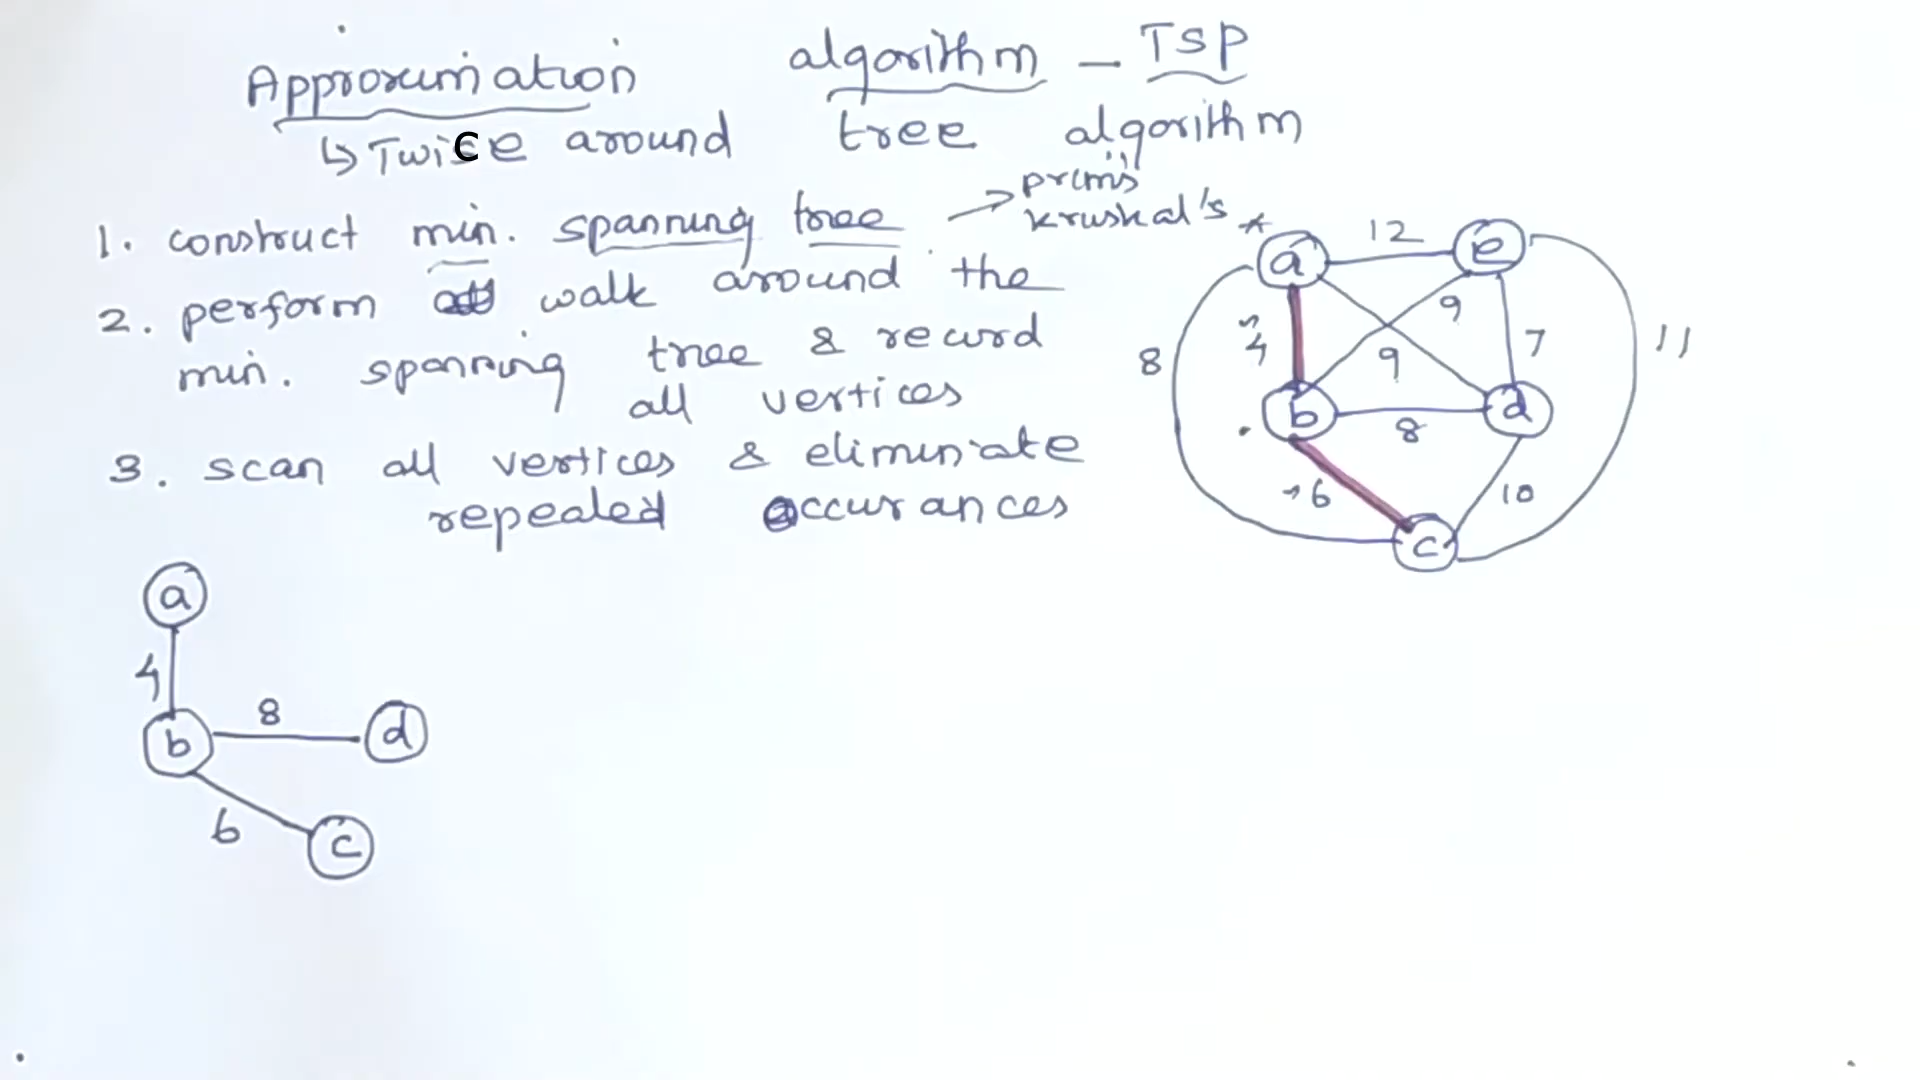 Approximation algorithm - TSP
↳ Twice around tree algorithm
1. construct min. spanning tree → prim's
kruskal's
2. perform walk around the
min. spanning tree & record
all vertices
3. scan all vertices & eliminate
repeated occurances
a 12 e
9
4 9 7
8 11
b 8 d
6 10
c
a
4
8
b d
6
c